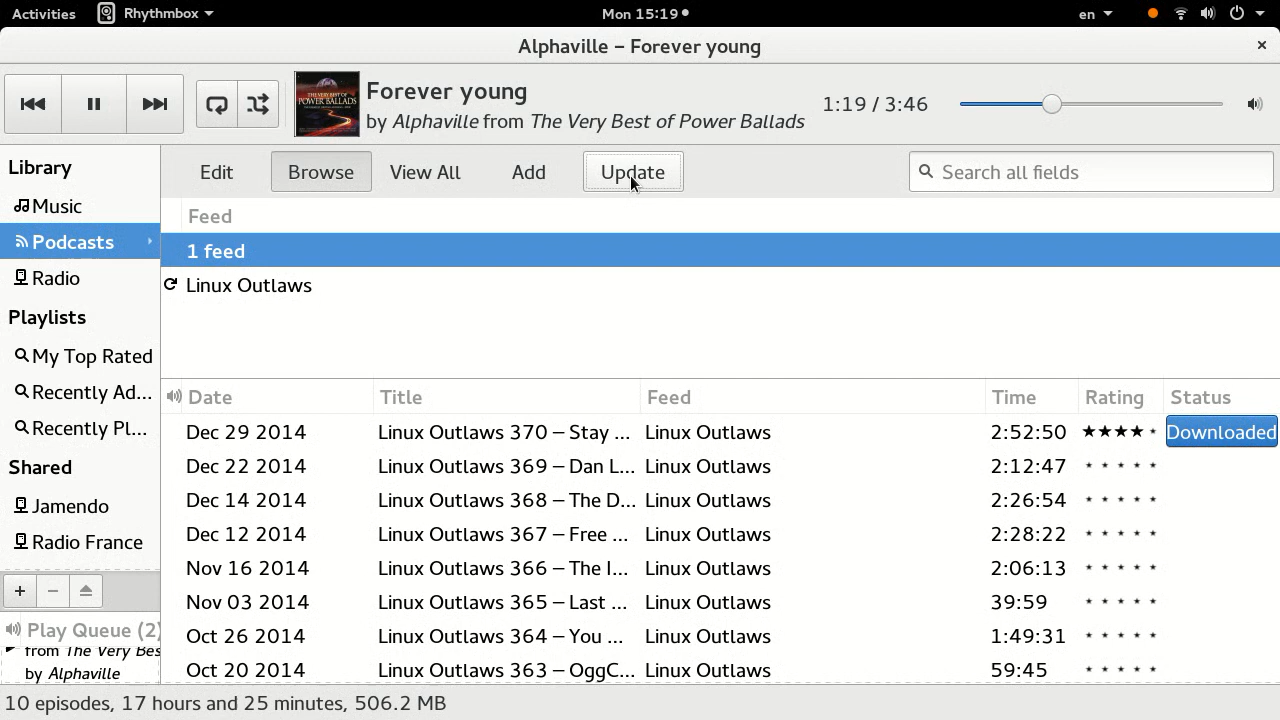 Activities Rhythmbox Mon 15:19 en
Alphaville – Forever young
Forever young
by Alphaville from The Very Best of Power Ballads
1:19 / 3:46
THE VERY BEST OF
POWER BALLADS
Library
Music
Podcasts
Radio
Playlists
My Top Rated
Recently Ad...
Recently Pl...
Shared
Jamendo
Radio France
Play Queue (2)
from The Very Bes
by Alphaville
Edit Browse View All Add Update Search all fields
Feed
1 feed
Linux Outlaws
Date Title Feed Time Rating Status
Dec 29 2014 Linux Outlaws 370 – Stay ... Linux Outlaws 2:52:50 Downloaded
Dec 22 2014 Linux Outlaws 369 – Dan L... Linux Outlaws 2:12:47
Dec 14 2014 Linux Outlaws 368 – The D... Linux Outlaws 2:26:54
Dec 12 2014 Linux Outlaws 367 – Free ... Linux Outlaws 2:28:22
Nov 16 2014 Linux Outlaws 366 – The I... Linux Outlaws 2:06:13
Nov 03 2014 Linux Outlaws 365 – Last ... Linux Outlaws 39:59
Oct 26 2014 Linux Outlaws 364 – You ... Linux Outlaws 1:49:31
Oct 20 2014 Linux Outlaws 363 – OggC... Linux Outlaws 59:45
10 episodes, 17 hours and 25 minutes, 506.2 MB